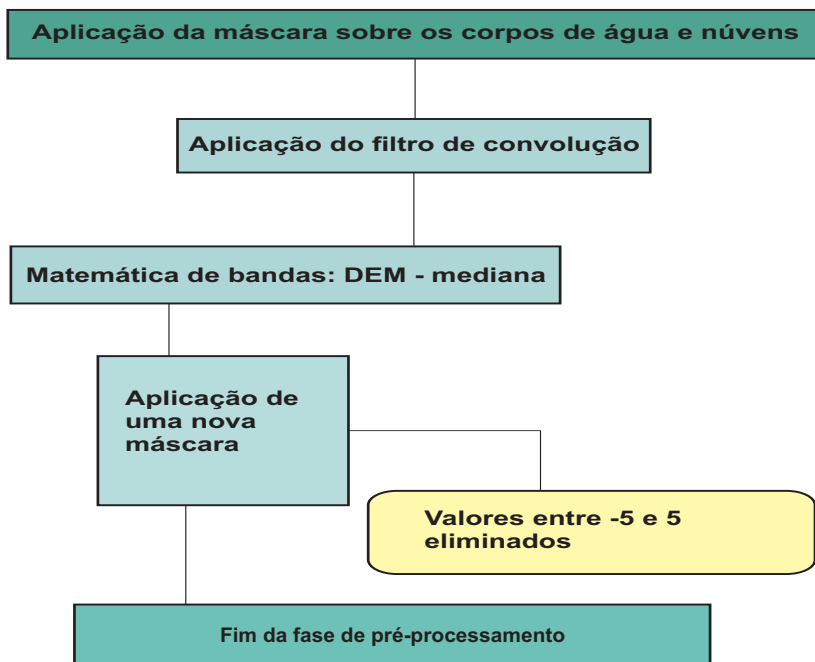 Aplicação da máscara sobre os corpos de água e núvens
Aplicação do filtro de convolução
Matemática de bandas: DEM - mediana
Aplicação de
uma nova
máscara
Valores entre -5 e 5
eliminados
Fim da fase de pré-processamento